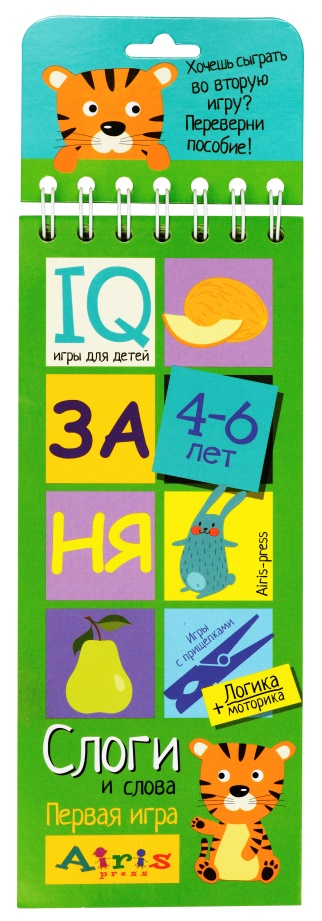 Хочешь сыграть
во вторую
игру?
Переверни
пособие!
IQ
игры для детей
ЗА
4-6
лет
НЯ
Airis-press
Игры
с прищепками
+ Логика
моторика
Слоги
и слова
Первая игра
Airis
press